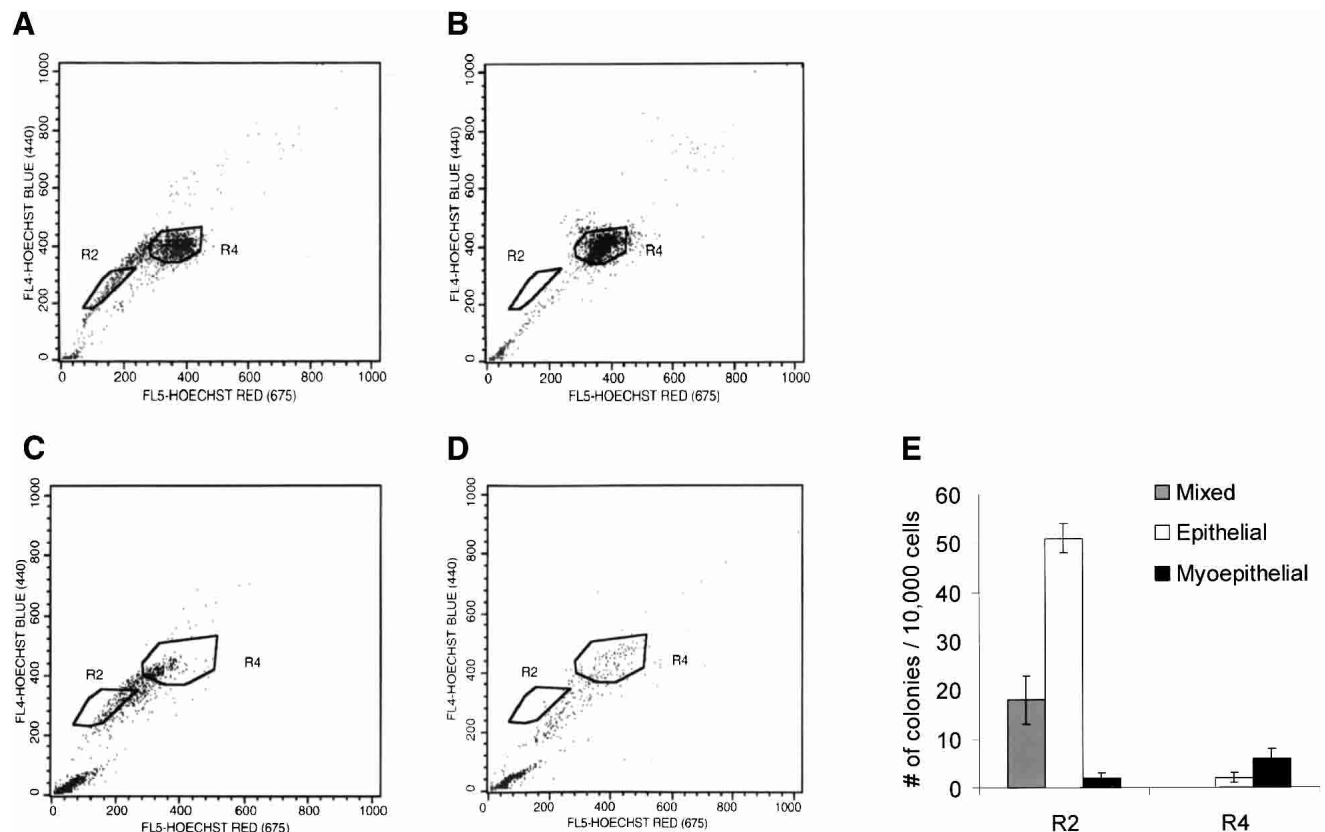 A
FL4-HOECHST BLUE (440)
1000
800
600
400
200
0
R2
R4
0 200 400 600 800 1000
FL5-HOECHST RED (675)
B
FL4-HOECHST BLUE (440)
1000
800
600
400
200
0
R2
R4
0 200 400 600 800 1000
FL5-HOECHST RED (675)
C
FL4-HOECHST BLUE (440)
1000
800
600
400
200
0
R2
R4
0 200 400 600 800 1000
FL5-HOECHST RED (675)
D
FL4-HOECHST BLUE (440)
1000
800
600
400
200
0
R2
R4
0 200 400 600 800 1000
FL5-HOECHST RED (675)
E
# of colonies / 10,000 cells
60
50
40
30
20
10
0
Mixed
Epithelial
Myoepithelial
R2 R4